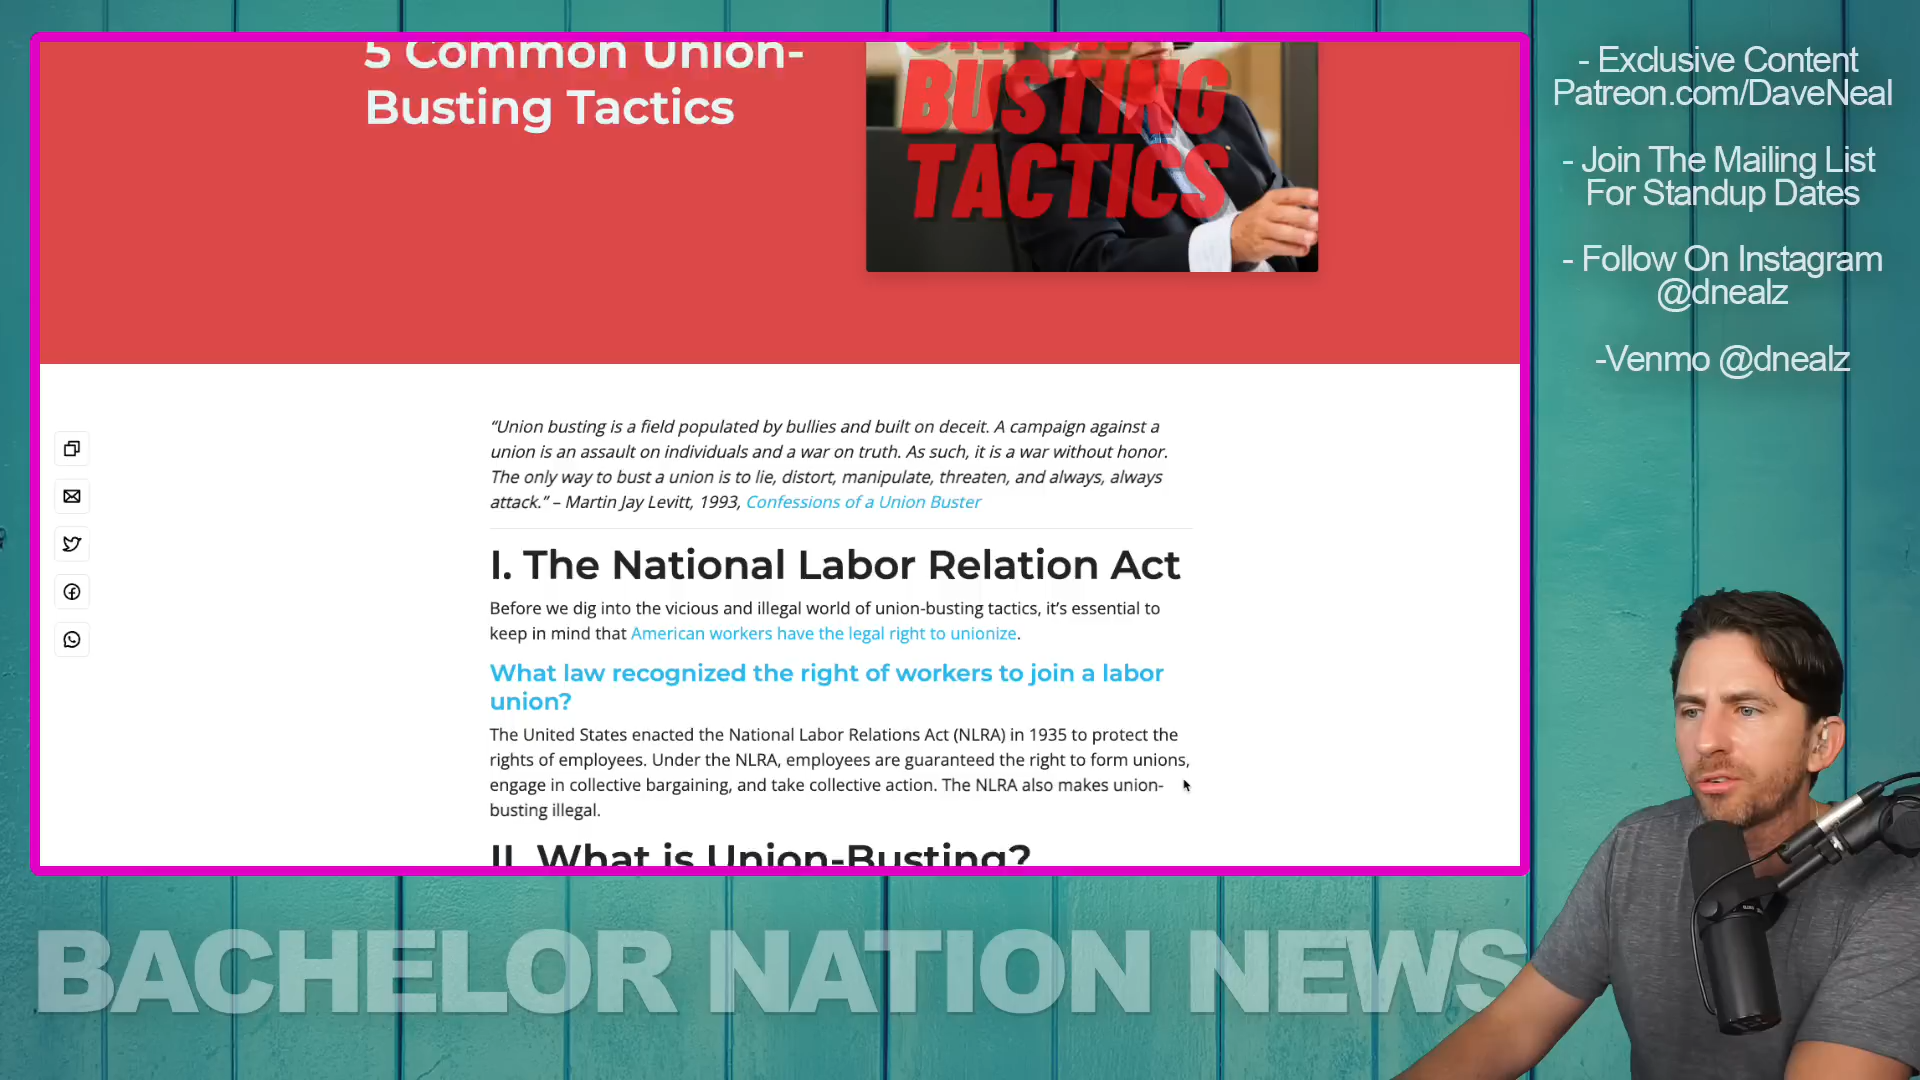 5 Common Union-
Busting Tactics
BUSTING
TACTICS
“Union busting is a field populated by bullies and built on deceit. A campaign against a
union is an assault on individuals and a war on truth. As such, it is a war without honor.
The only way to bust a union is to lie, distort, manipulate, threaten, and always, always
attack.” – Martin Jay Levitt, 1993, Confessions of a Union Buster
I. The National Labor Relation Act
Before we dig into the vicious and illegal world of union-busting tactics, it’s essential to
keep in mind that American workers have the legal right to unionize.
What law recognized the right of workers to join a labor
union?
The United States enacted the National Labor Relations Act (NLRA) in 1935 to protect the
rights of employees. Under the NLRA, employees are guaranteed the right to form unions,
engage in collective bargaining, and take collective action. The NLRA also makes union-
busting illegal.
II. What is Union-Busting?
- Exclusive Content
Patreon.com/DaveNeal
- Join The Mailing List
For Standup Dates
- Follow On Instagram
@dnealz
-Venmo @dnealz
BACHELOR NATION NEWS